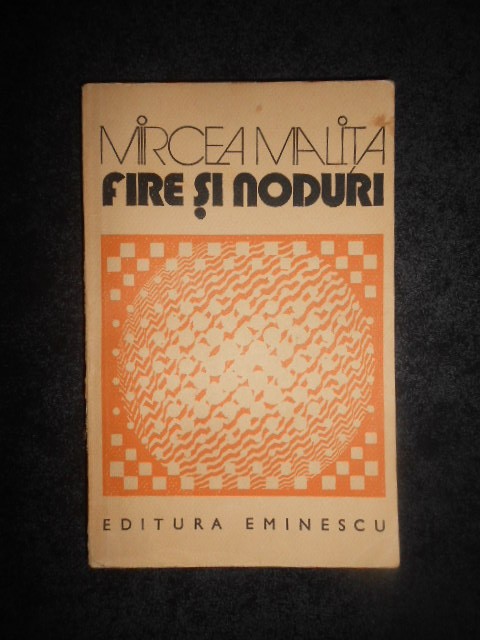 MIRCEA MALIȚA
FIRE ȘI NODURI
EDITURA EMINESCU